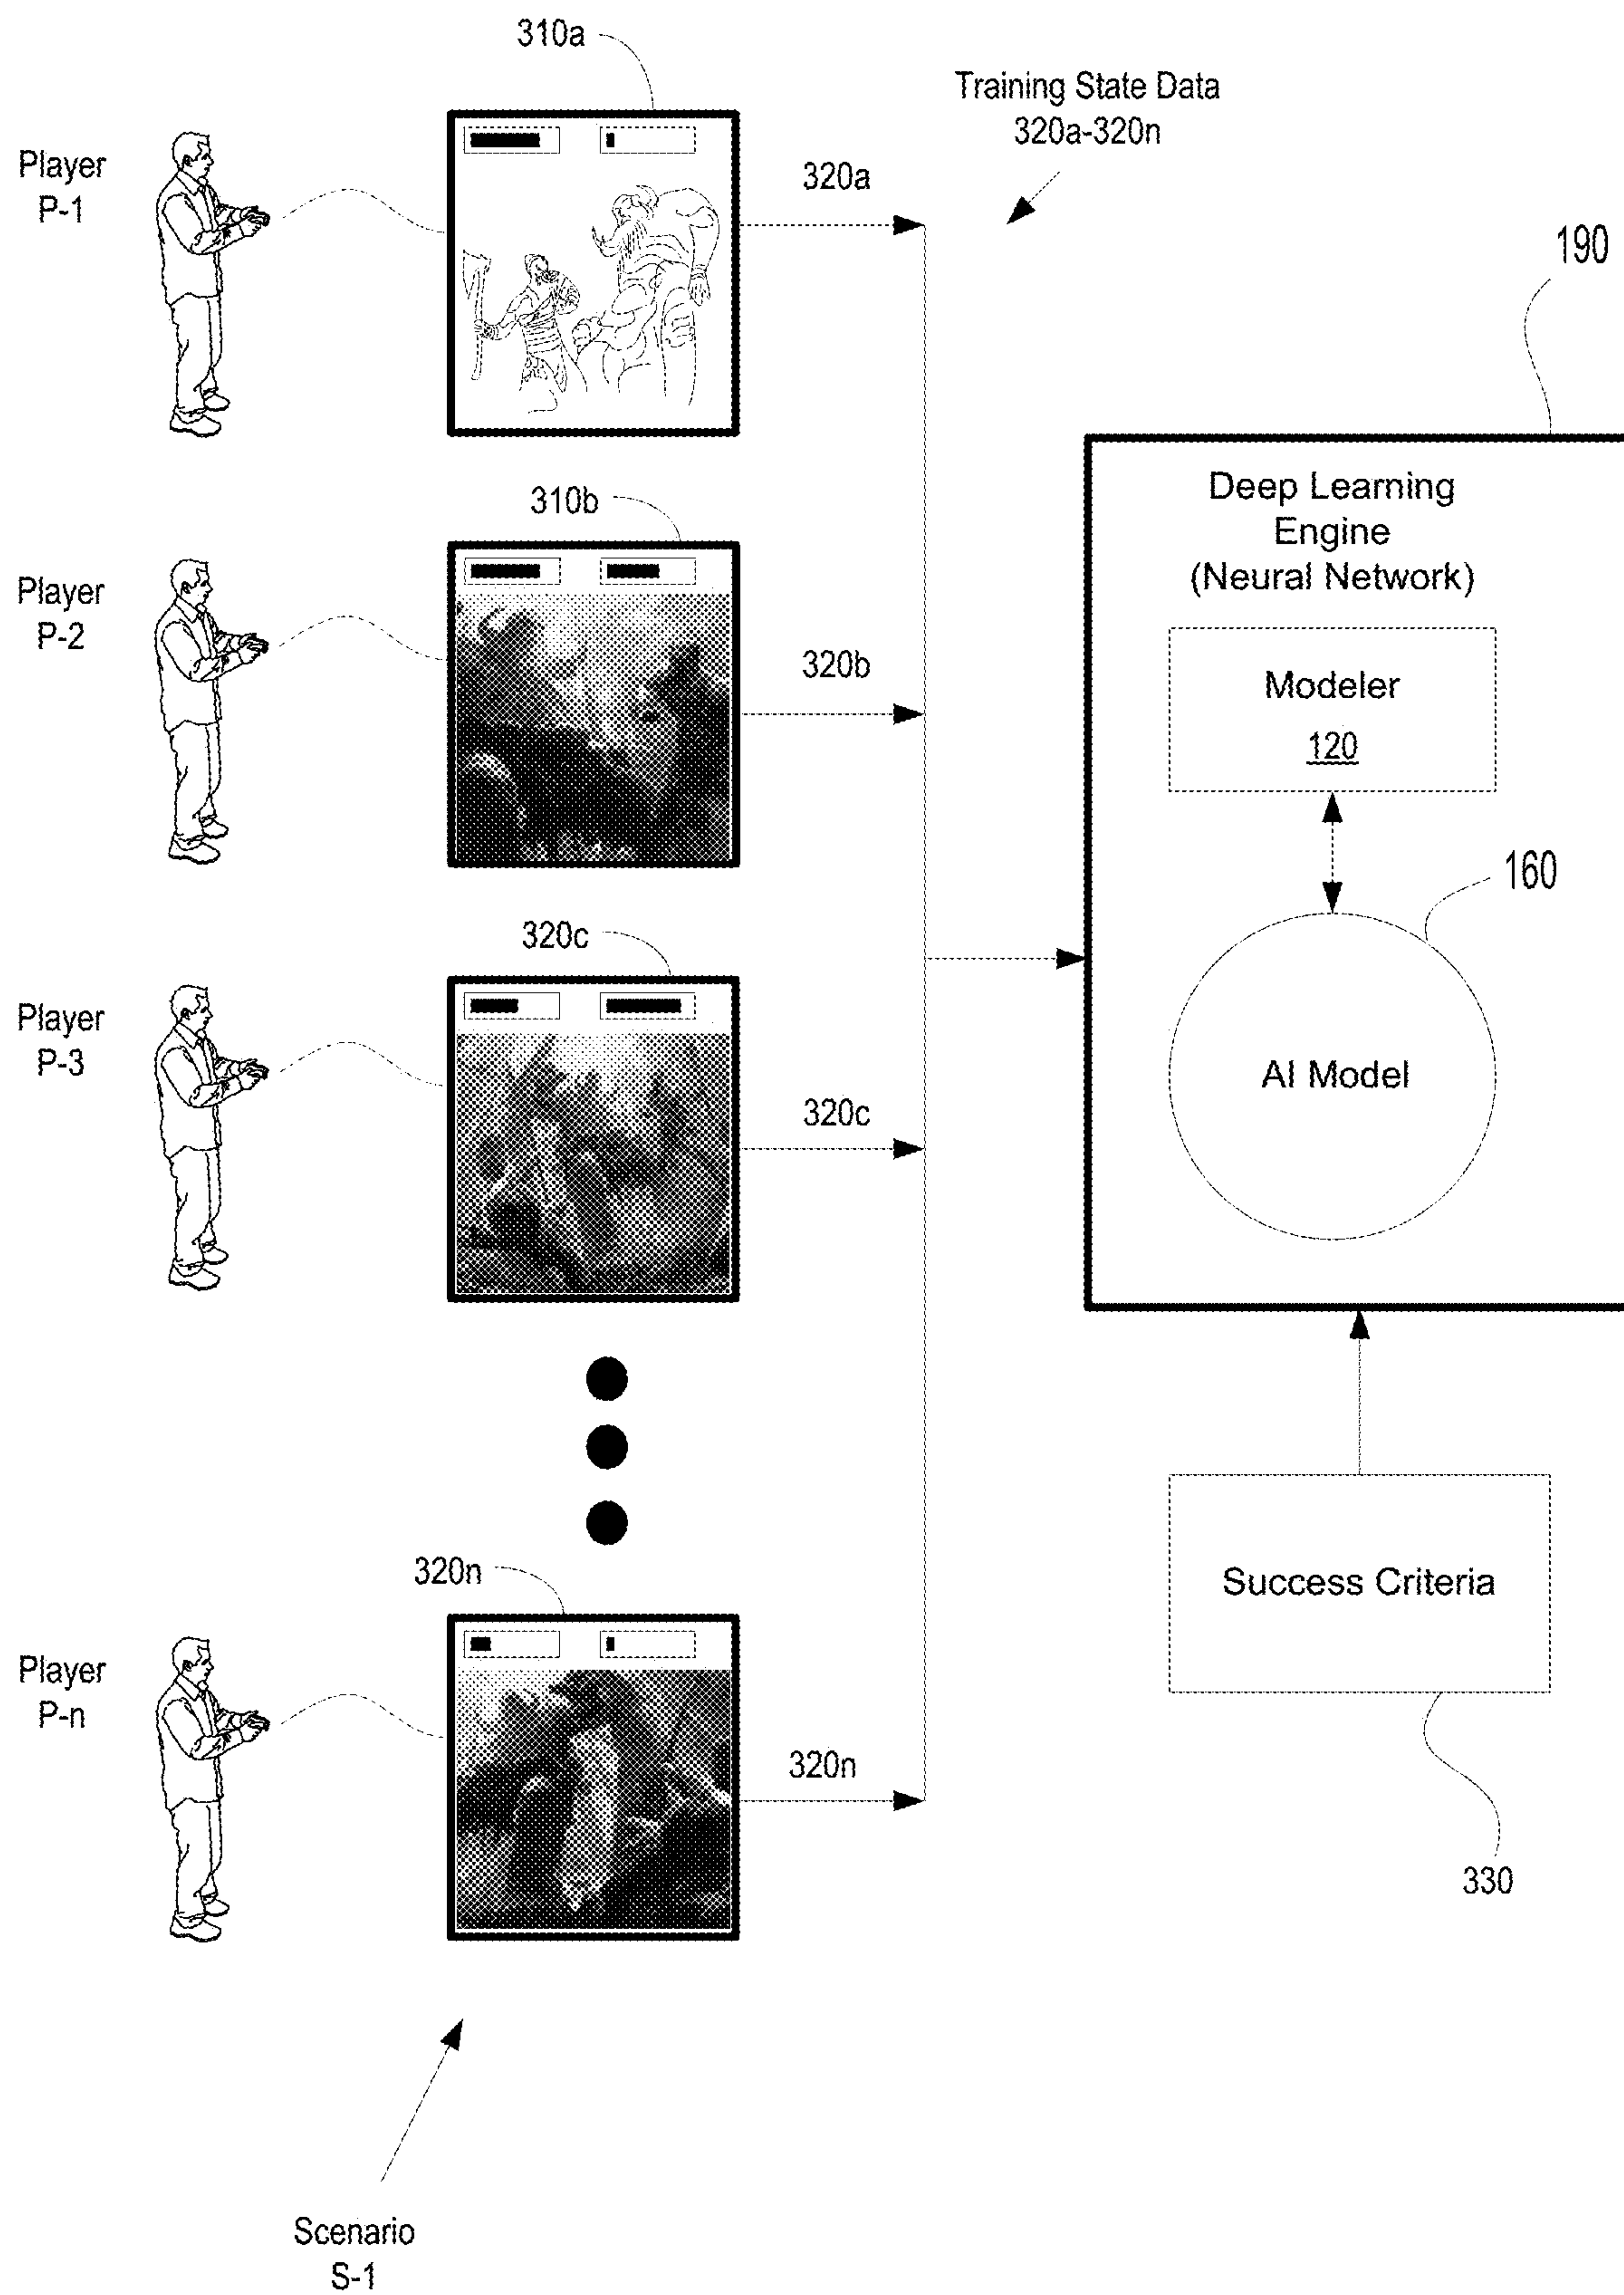 310a
Training State Data
320a-320n
Player
P-1
320a
190
Deep Learning
Engine
(Neural Network)
310b
Player
P-2
320b
Modeler
120
160
320c
Player
P-3
320c
AI Model
320n
Success Criteria
Player
P-n
320n
330
Scenario
S-1